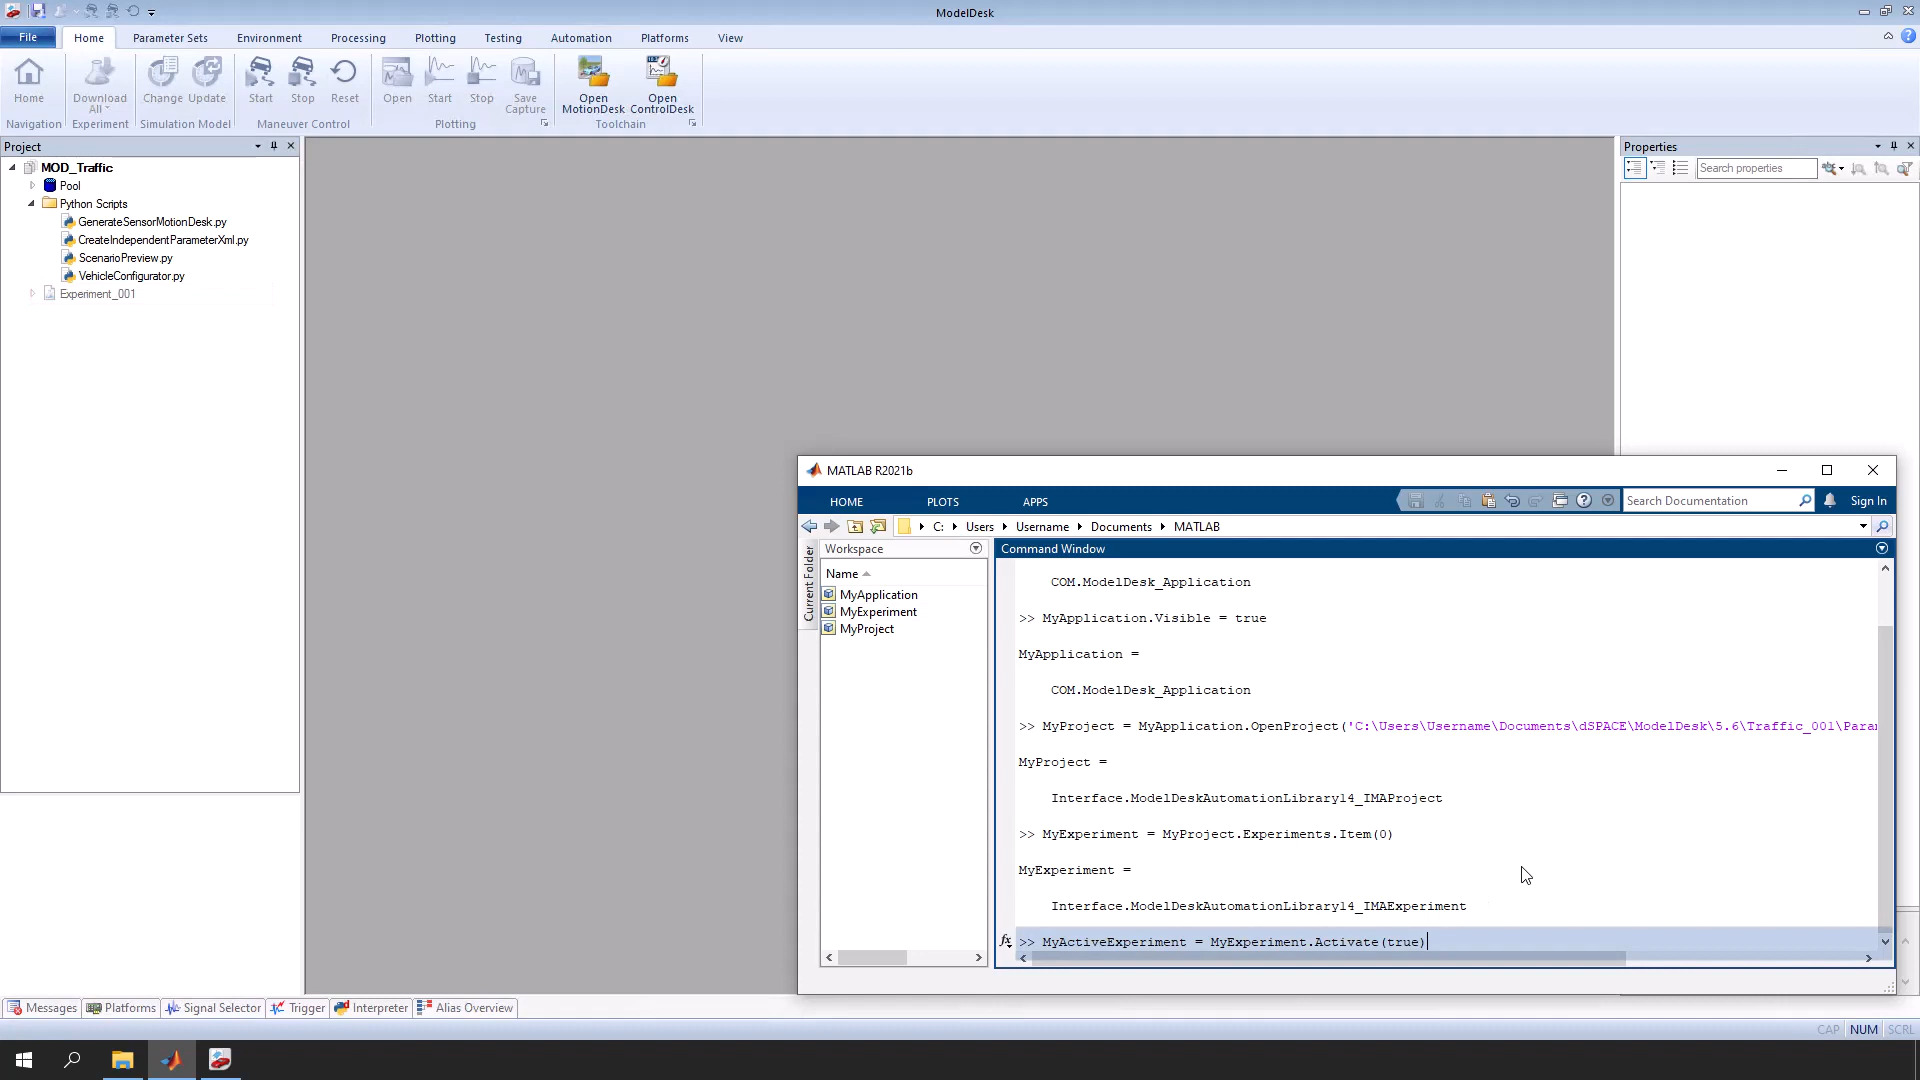 ModelDesk
File Home Parameter Sets Environment Processing Plotting Testing Automation Platforms View
Home Download All Change Update Start Stop Reset Open Start Stop Save Capture Open MotionDesk Open ControlDesk
Navigation Experiment Simulation Model Maneuver Control Plotting Toolchain
Project
MOD_Traffic
Pool
Python Scripts
GenerateSensorMotionDesk.py
CreateIndependentParameterXml.py
ScenarioPreview.py
VehicleConfigurator.py
Experiment_001
Properties
Search properties
MATLAB R2021b
HOME PLOTS APPS Search Documentation Sign In
C: Users Username Documents MATLAB
Current Folder
Workspace
Name
MyApplication
MyExperiment
MyProject
Command Window
COM.ModelDesk_Application
>> MyApplication.Visible = true
MyApplication =
COM.ModelDesk_Application
>> MyProject = MyApplication.OpenProject('C:\Users\Username\Documents\dSPACE\ModelDesk\5.6\Traffic_001\Para
MyProject =
Interface.ModelDeskAutomationLibrary14_IMAProject
>> MyExperiment = MyProject.Experiments.Item(0)
MyExperiment =
Interface.ModelDeskAutomationLibrary14_IMAExperiment
fx >> MyActiveExperiment = MyExperiment.Activate(true)
Messages Platforms Signal Selector Trigger Interpreter Alias Overview
CAP NUM SCRL